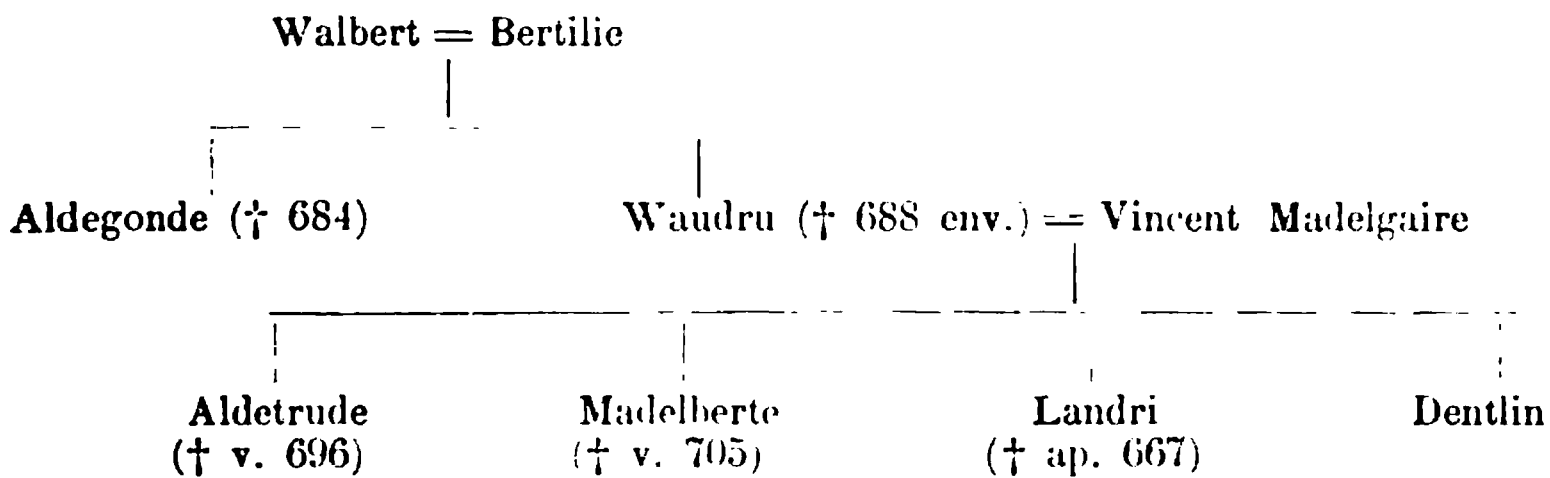 Walbert = Bertilie
Aldegonde († 684) Waudru († 688 env.) = Vincent Madelgaire
Aldetrude Madelberte Landri Dentlin
(† v. 696) († v. 705) († ap. 667)